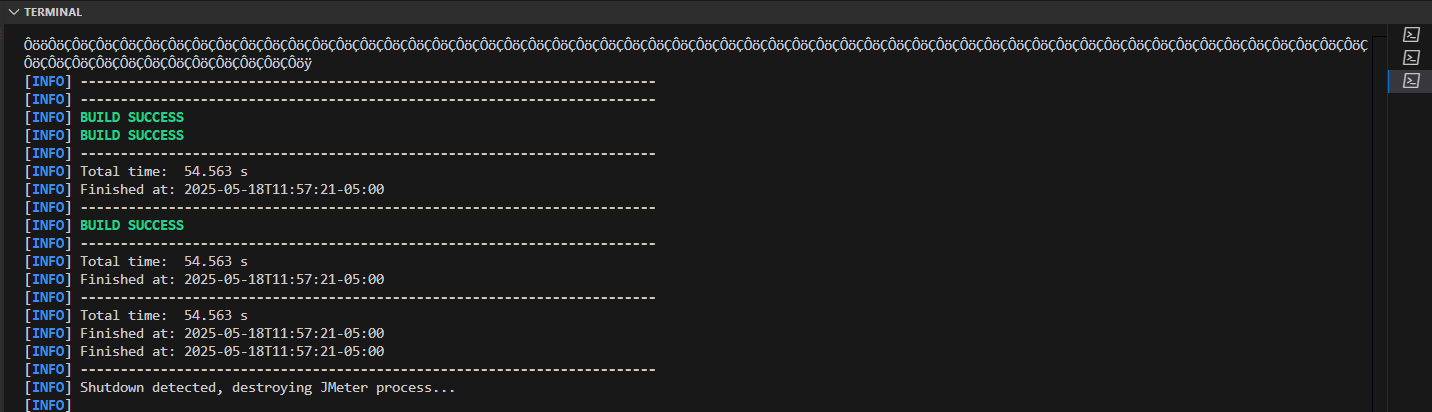 TERMINAL
ÔööÔöÇÔöÇÔöÇÔöÇÔöÇÔöÇÔöÇÔöÇÔöÇÔöÇÔöÇÔöÇÔöÇÔöÇÔöÇÔöÇÔöÇÔöÇÔöÇÔöÇÔöÇÔöÇÔöÇÔöÇÔöÇÔöÇÔöÇÔöÇÔöÇÔöÇÔöÇÔöÇÔöÇÔöÇÔöÇÔöÇÔöÇÔöÇÔöÇÔöÇÔöÇÔöÇÔöÇÔöÇÔöÇÔöÇÔöÇÔöÇÔöÇÔöÇÔöÇÔöÇÔöÇÔöÇÔöÇ
ÔöÇÔöÇÔöÇÔöÇÔöÇÔöÇÔöÇÔöÇÔöÇÔöÇÔöÇÔöÿ
[INFO] ------------------------------------------------------------------------
[INFO] ------------------------------------------------------------------------
[INFO] BUILD SUCCESS
[INFO] BUILD SUCCESS
[INFO] ------------------------------------------------------------------------
[INFO] Total time:  54.563 s
[INFO] Finished at: 2025-05-18T11:57:21-05:00
[INFO] ------------------------------------------------------------------------
[INFO] BUILD SUCCESS
[INFO] ------------------------------------------------------------------------
[INFO] Total time:  54.563 s
[INFO] Finished at: 2025-05-18T11:57:21-05:00
[INFO] ------------------------------------------------------------------------
[INFO] Total time:  54.563 s
[INFO] Finished at: 2025-05-18T11:57:21-05:00
[INFO] Finished at: 2025-05-18T11:57:21-05:00
[INFO] ------------------------------------------------------------------------
[INFO] Shutdown detected, destroying JMeter process...
[INFO]